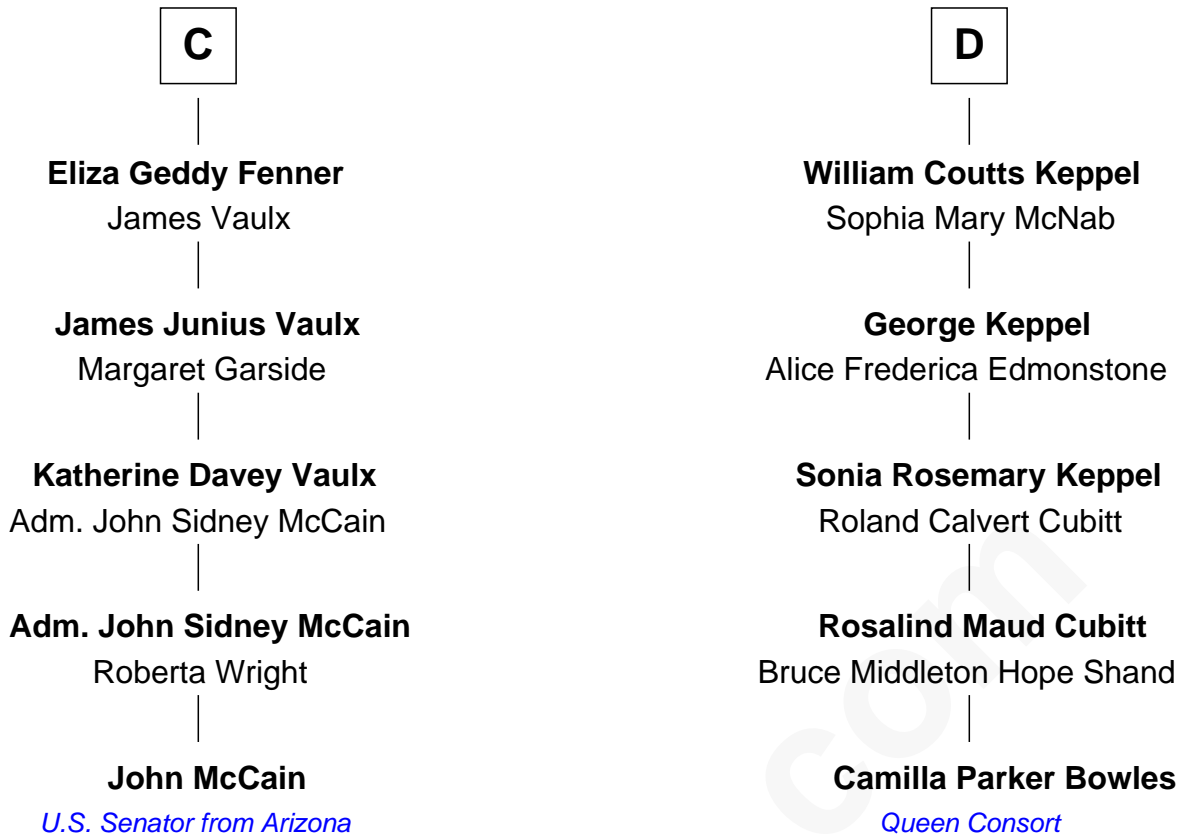 C
Eliza Geddy Fenner
James Vaulx
James Junius Vaulx
Margaret Garside
Katherine Davey Vaulx
Adm. John Sidney McCain
Adm. John Sidney McCain
Roberta Wright
John McCain
U.S. Senator from Arizona
D
William Coutts Keppel
Sophia Mary McNab
George Keppel
Alice Frederica Edmonstone
Sonia Rosemary Keppel
Roland Calvert Cubitt
Rosalind Maud Cubitt
Bruce Middleton Hope Shand
Camilla Parker Bowles
Queen Consort
com